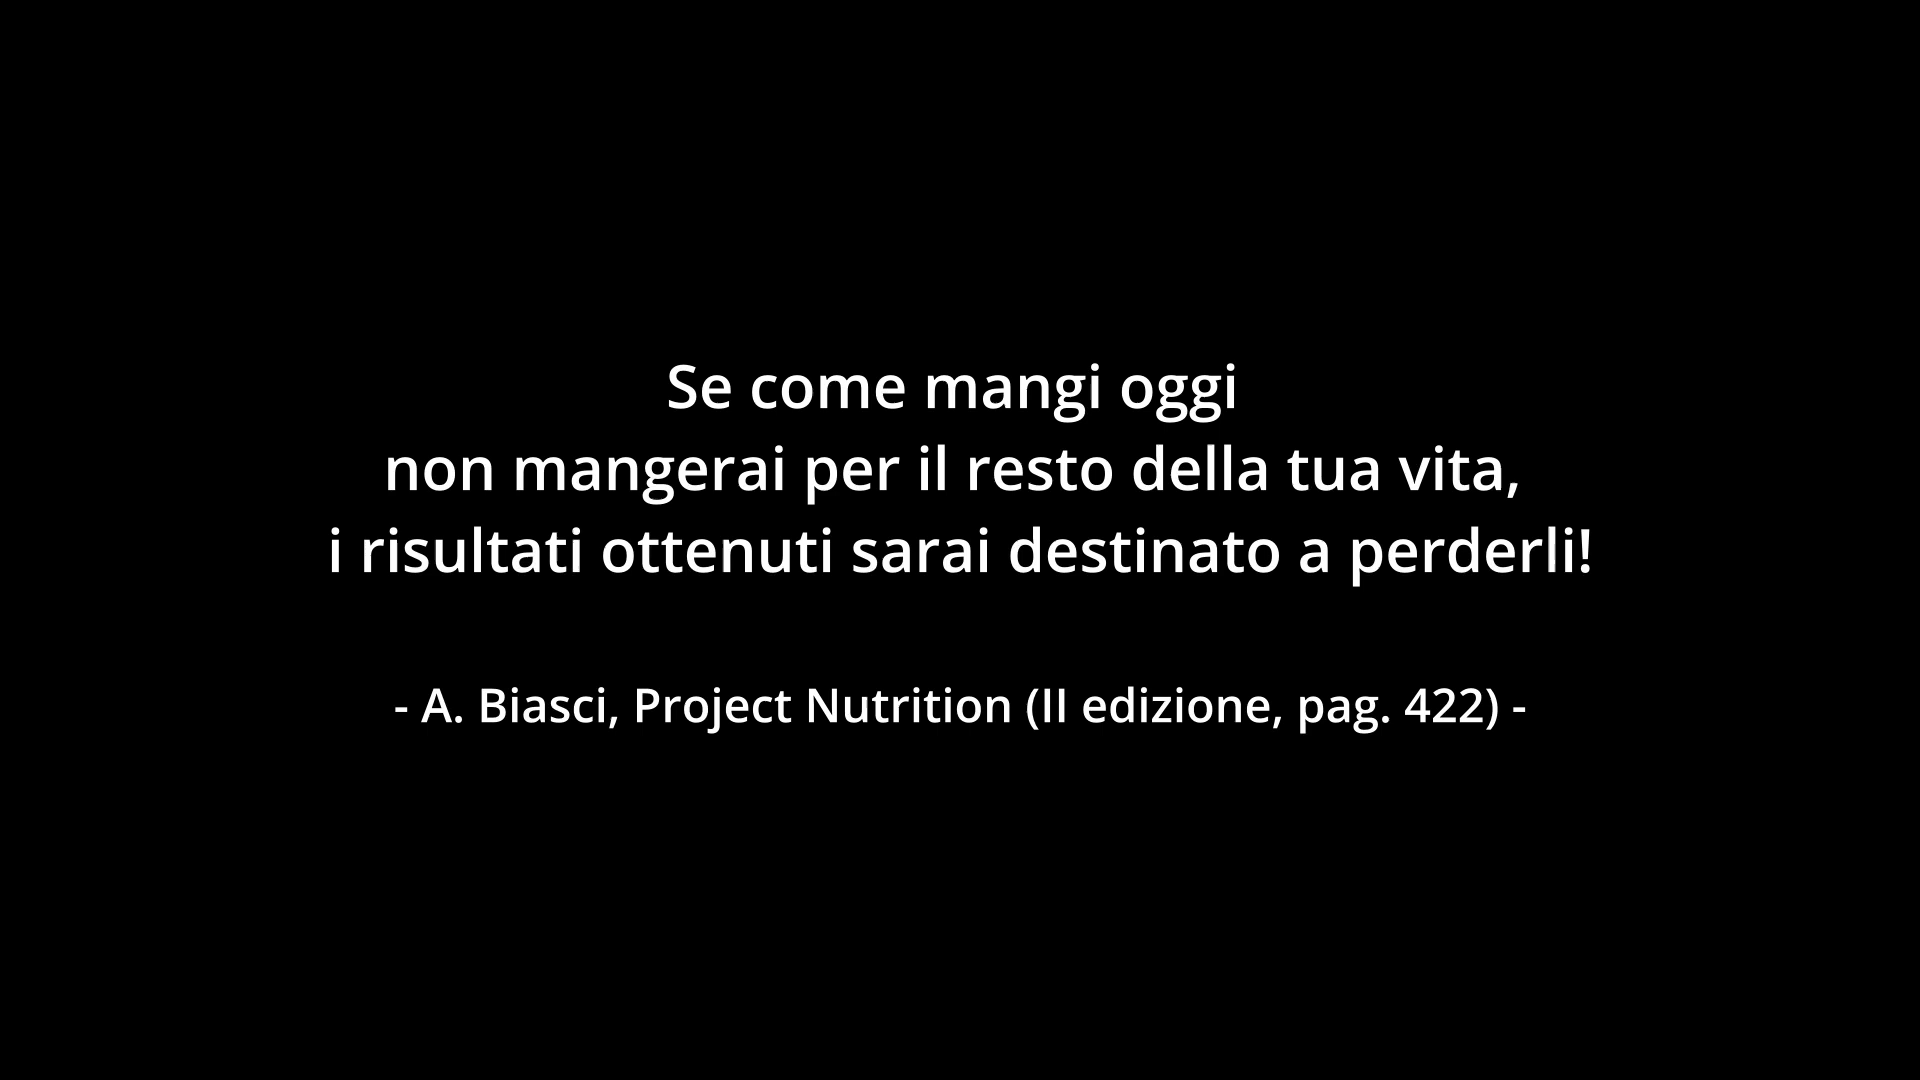 Se come mangi oggi
non mangerai per il resto della tua vita,
i risultati ottenuti sarai destinato a perderli!
- A. Biasci, Project Nutrition (II edizione, pag. 422) -